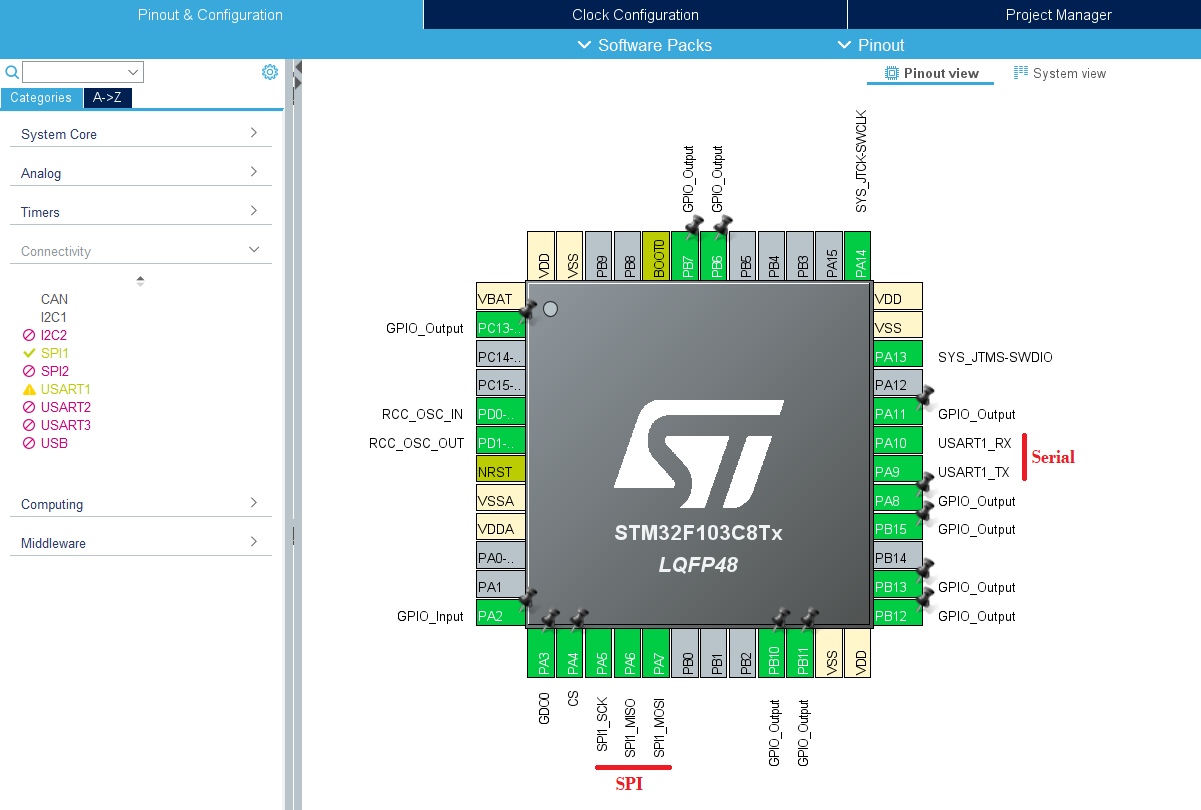 Pinout & Configuration
Clock Configuration
Project Manager
Software Packs
Pinout
Categories
A->Z
System Core
Analog
Timers
Connectivity
CAN
I2C1
I2C2
SPI1
SPI2
USART1
USART2
USART3
USB
Computing
Middleware
Pinout view
System view
GPIO_Output
GPIO_Output
SYS_JTCK-SWCLK
VDD
VSS
PB9
PB8
BOOT0
PB7
PB6
PB5
PB4
PB3
PA15
PA14
VBAT
GPIO_Output
PC13-..
PC14-..
PC15-..
RCC_OSC_IN
PD0-..
RCC_OSC_OUT
PD1-..
NRST
VSSA
VDDA
PA0-..
PA1
GPIO_Input
PA2
ST
STM32F103C8Tx
LQFP48
VDD
VSS
PA13
SYS_JTMS-SWDIO
PA12
PA11
GPIO_Output
PA10
USART1_RX
Serial
PA9
USART1_TX
PA8
GPIO_Output
PB15
GPIO_Output
PB14
PB13
GPIO_Output
PB12
GPIO_Output
PA3
PA4
PA5
PA6
PA7
PB0
PB1
PB2
PB10
PB11
VSS
VDD
GDO0
CS
SPI1_SCK
SPI1_MISO
SPI1_MOSI
GPIO_Output
GPIO_Output
SPI